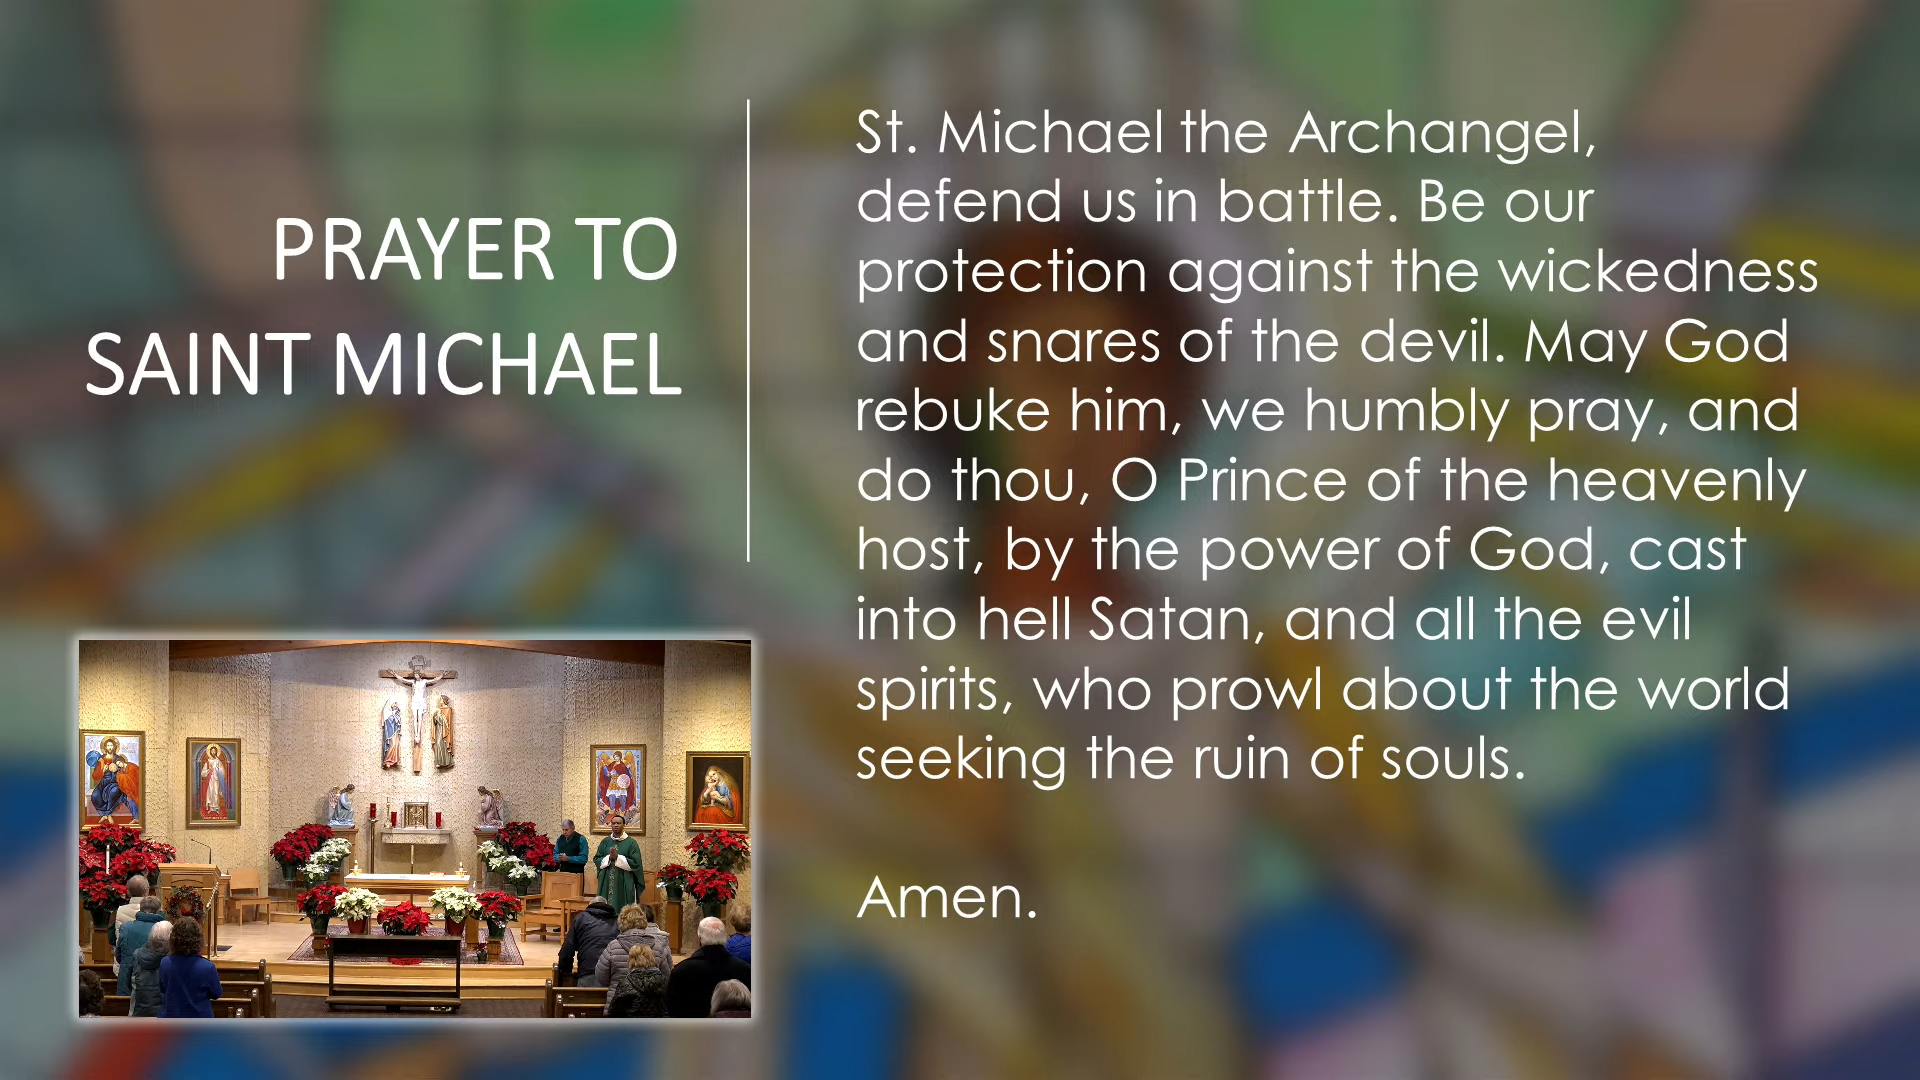 PRAYER TO
SAINT MICHAEL
St. Michael the Archangel,
defend us in battle. Be our
protection against the wickedness
and snares of the devil. May God
rebuke him, we humbly pray, and
do thou, O Prince of the heavenly
host, by the power of God, cast
into hell Satan, and all the evil
spirits, who prowl about the world
seeking the ruin of souls.
Amen.